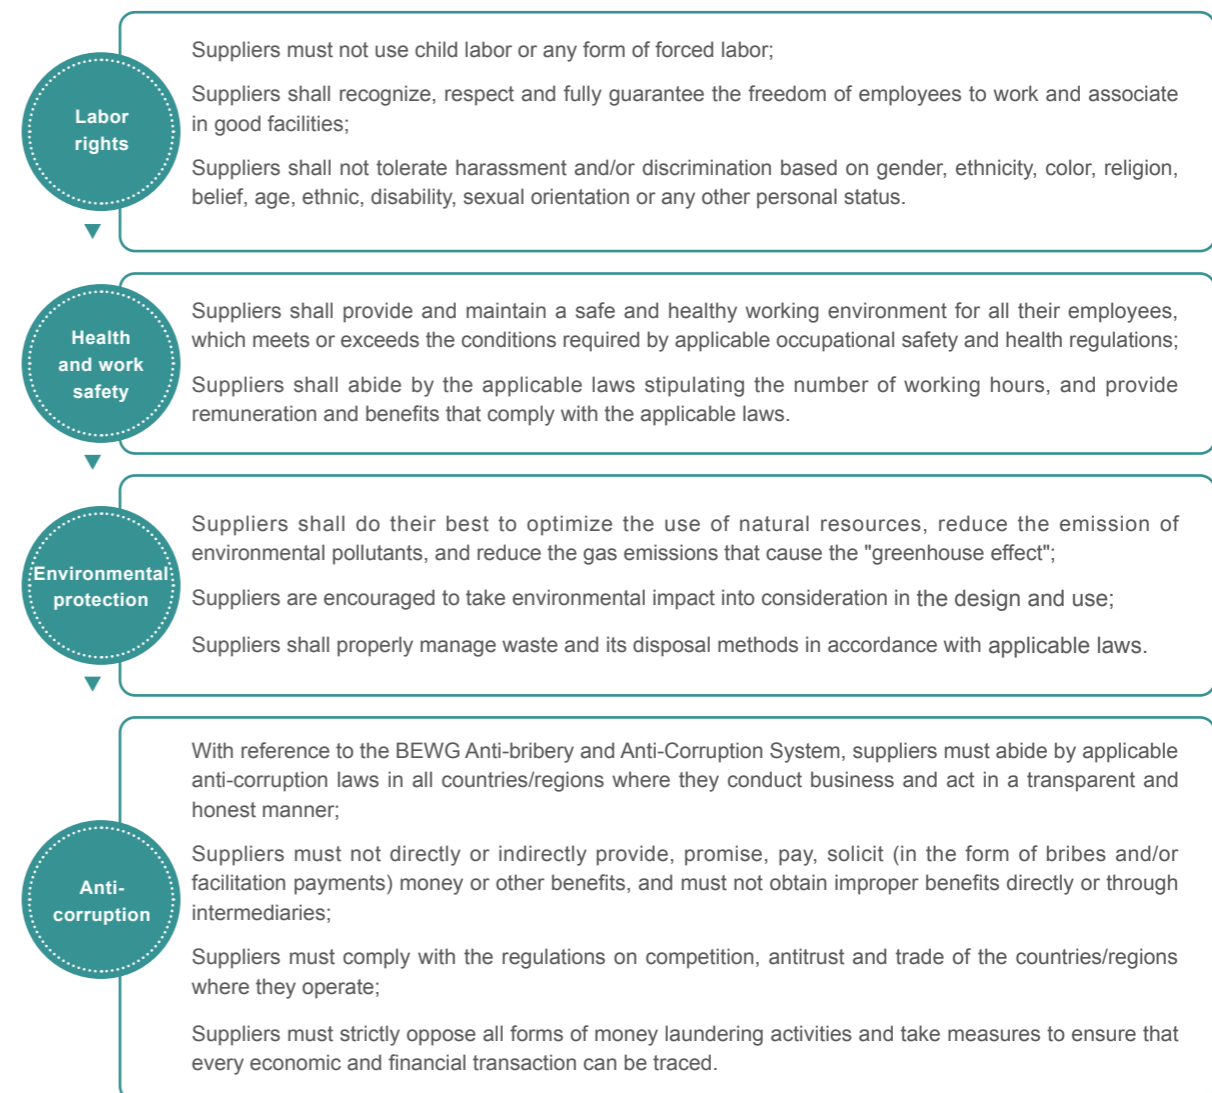 Labor
rights
Suppliers must not use child labor or any form of forced labor;
Suppliers shall recognize, respect and fully guarantee the freedom of employees to work and associate
in good facilities;
Suppliers shall not tolerate harassment and/or discrimination based on gender, ethnicity, color, religion,
belief, age, ethnic, disability, sexual orientation or any other personal status.
Health
and work
safety
Suppliers shall provide and maintain a safe and healthy working environment for all their employees,
which meets or exceeds the conditions required by applicable occupational safety and health regulations;
Suppliers shall abide by the applicable laws stipulating the number of working hours, and provide
remuneration and benefits that comply with the applicable laws.
Environmental
protection
Suppliers shall do their best to optimize the use of natural resources, reduce the emission of
environmental pollutants, and reduce the gas emissions that cause the "greenhouse effect";
Suppliers are encouraged to take environmental impact into consideration in the design and use;
Suppliers shall properly manage waste and its disposal methods in accordance with applicable laws.
Anti-
corruption
With reference to the BEWG Anti-bribery and Anti-Corruption System, suppliers must abide by applicable
anti-corruption laws in all countries/regions where they conduct business and act in a transparent and
honest manner;
Suppliers must not directly or indirectly provide, promise, pay, solicit (in the form of bribes and/or
facilitation payments) money or other benefits, and must not obtain improper benefits directly or through
intermediaries;
Suppliers must comply with the regulations on competition, antitrust and trade of the countries/regions
where they operate;
Suppliers must strictly oppose all forms of money laundering activities and take measures to ensure that
every economic and financial transaction can be traced.